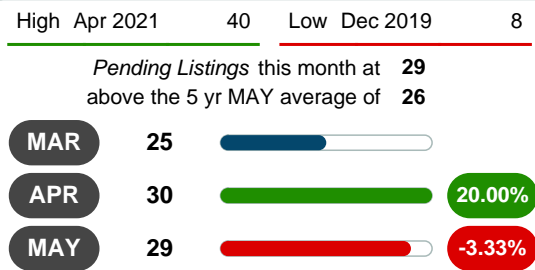 High Apr 2021 40 Low Dec 2019 8
Pending Listings this month at 29
above the 5 yr MAY average of 26
MAR 25
APR 30 20.00%
MAY 29 -3.33%